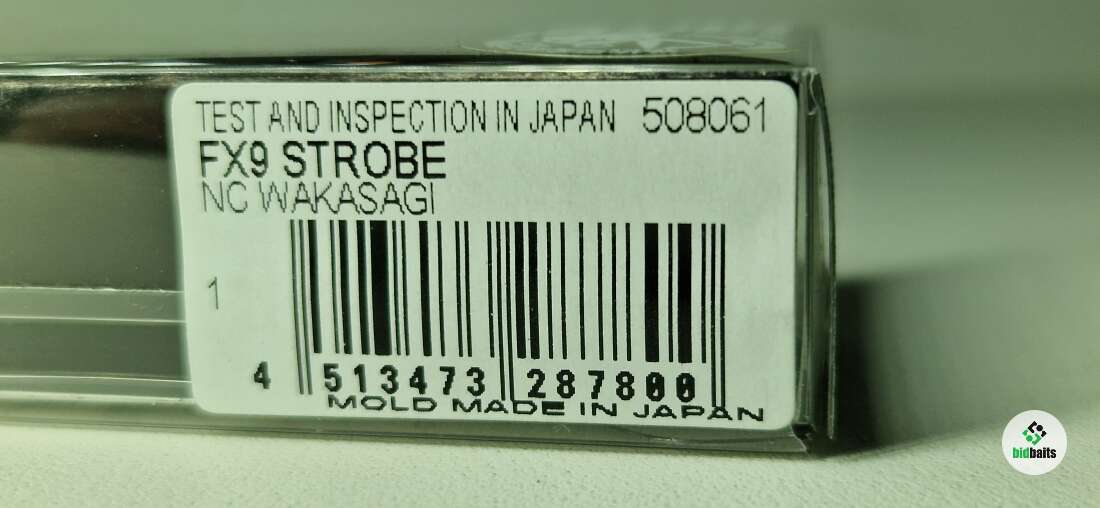 TEST AND INSPECTION IN JAPAN 508061
FX9 STROBE
NC WAKASAGI
1
4 513473 287800
MOLD MADE IN JAPAN
bidbaits